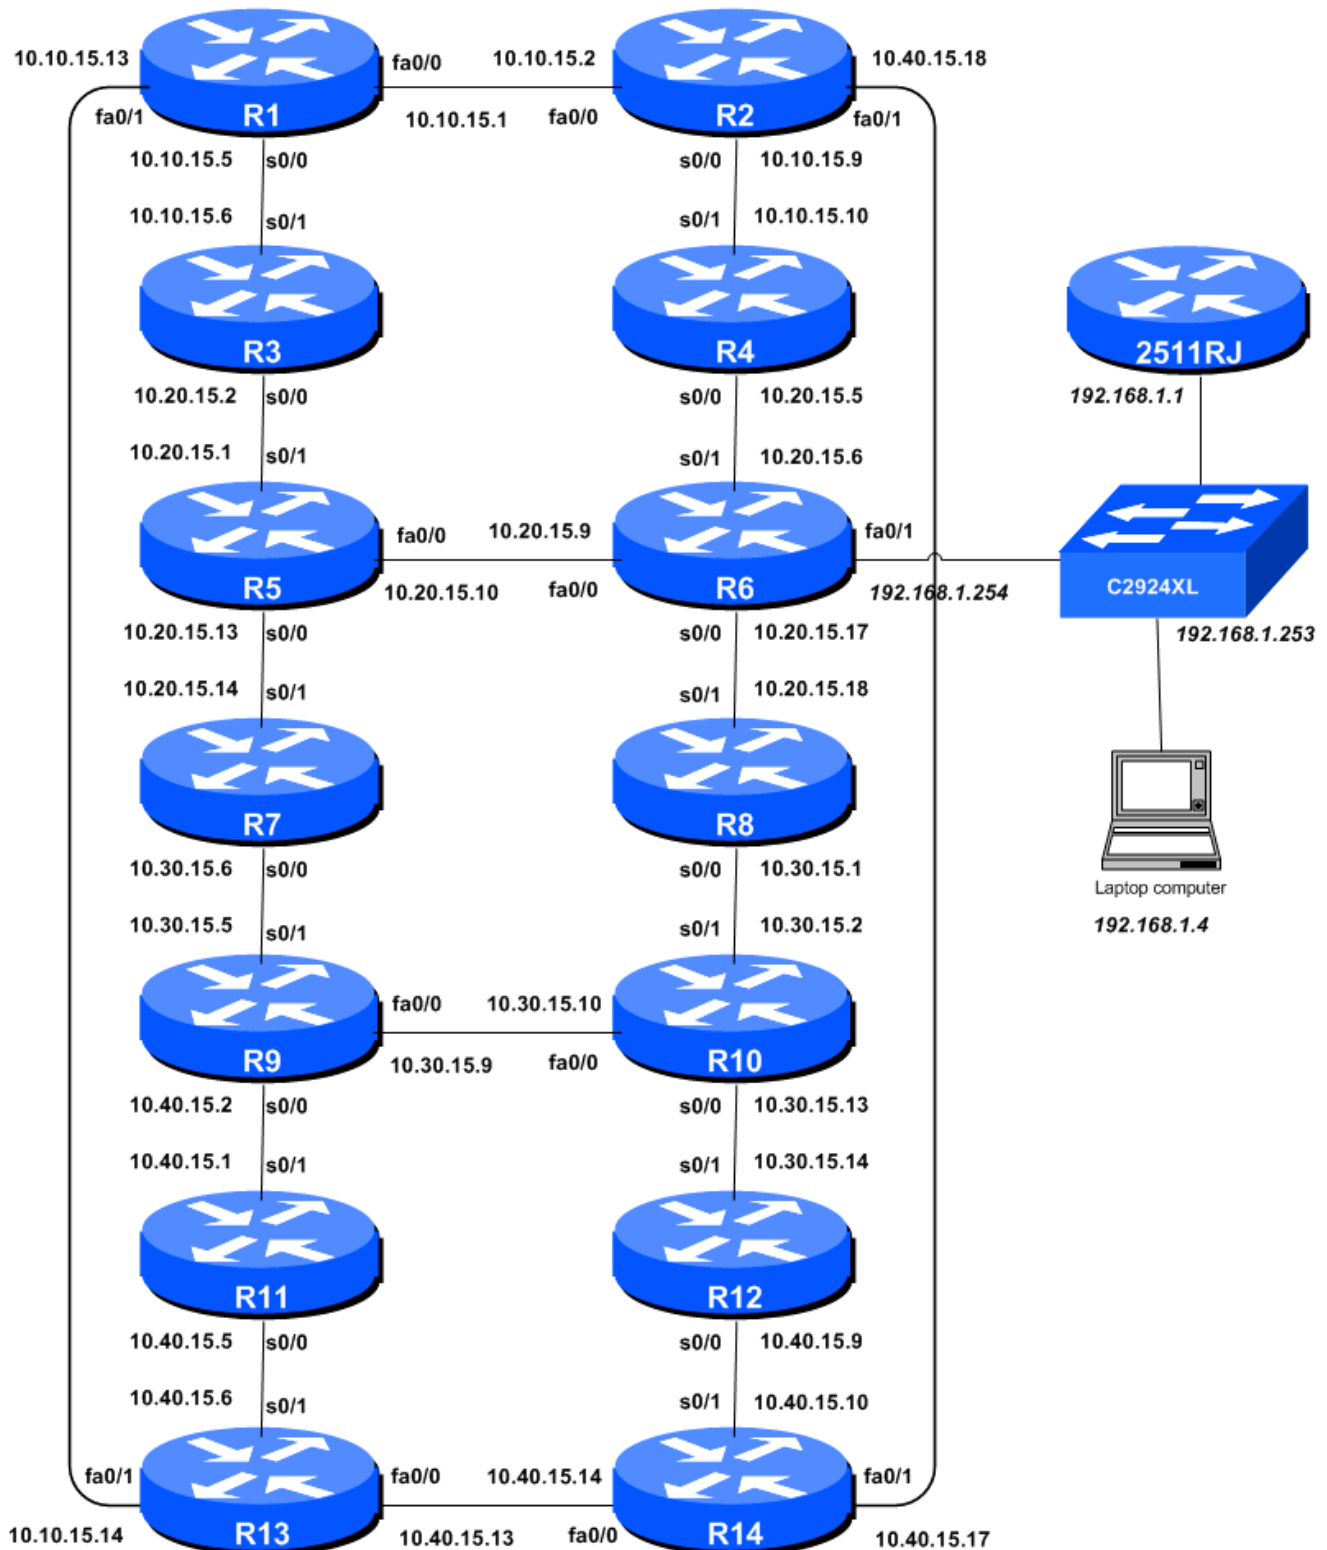 10.10.15.13 fa0/0 10.10.15.2 10.40.15.18
fa0/1 R1 10.10.15.1 fa0/0 R2 fa0/1
10.10.15.5 s0/0 s0/0 10.10.15.9
10.10.15.6 s0/1 s0/1 10.10.15.10
R3 R4 2511RJ
10.20.15.2 s0/0 s0/0 10.20.15.5 192.168.1.1
10.20.15.1 s0/1 s0/1 10.20.15.6
fa0/0 10.20.15.9 fa0/1
R5 10.20.15.10 fa0/0 R6 192.168.1.254 C2924XL
10.20.15.13 s0/0 s0/0 10.20.15.17 192.168.1.253
10.20.15.14 s0/1 s0/1 10.20.15.18
R7 R8
10.30.15.6 s0/0 s0/0 10.30.15.1 Laptop computer
10.30.15.5 s0/1 s0/1 10.30.15.2 192.168.1.4
fa0/0 10.30.15.10
R9 10.30.15.9 fa0/0 R10
10.40.15.2 s0/0 s0/0 10.30.15.13
10.40.15.1 s0/1 s0/1 10.30.15.14
R11 R12
10.40.15.5 s0/0 s0/0 10.40.15.9
10.40.15.6 s0/1 s0/1 10.40.15.10
fa0/1 fa0/0 10.40.15.14 fa0/1
10.10.15.14 R13 10.40.15.13 fa0/0 R14 10.40.15.17